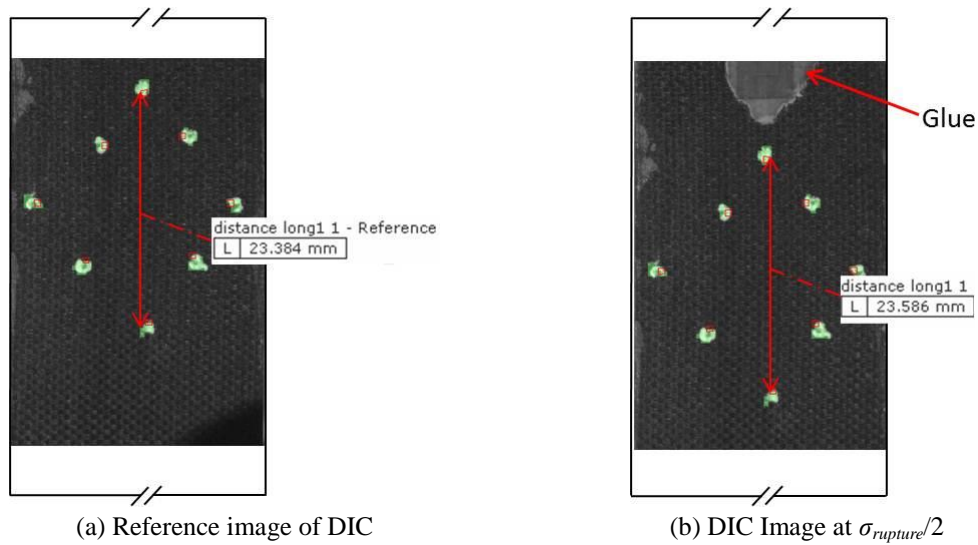 Glue
distance long1 1 - Reference
L 23.384 mm
distance long1 1
L 23.586 mm
(a) Reference image of DIC
(b) DIC Image at σrupture/2